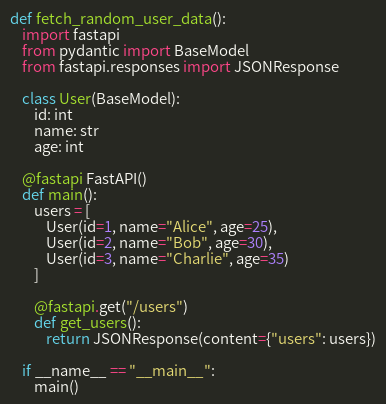 def fetch_random_user_data():
    import fastapi
    from pydantic import BaseModel
    from fastapi.responses import JSONResponse

    class User(BaseModel):
        id: int
        name: str
        age: int

    @fastapi FastAPI()
    def main():
        users = [
            User(id=1, name="Alice", age=25),
            User(id=2, name="Bob", age=30),
            User(id=3, name="Charlie", age=35)
        ]

        @fastapi.get("/users")
        def get_users():
            return JSONResponse(content={"users": users})

    if __name__ == "__main__":
        main()